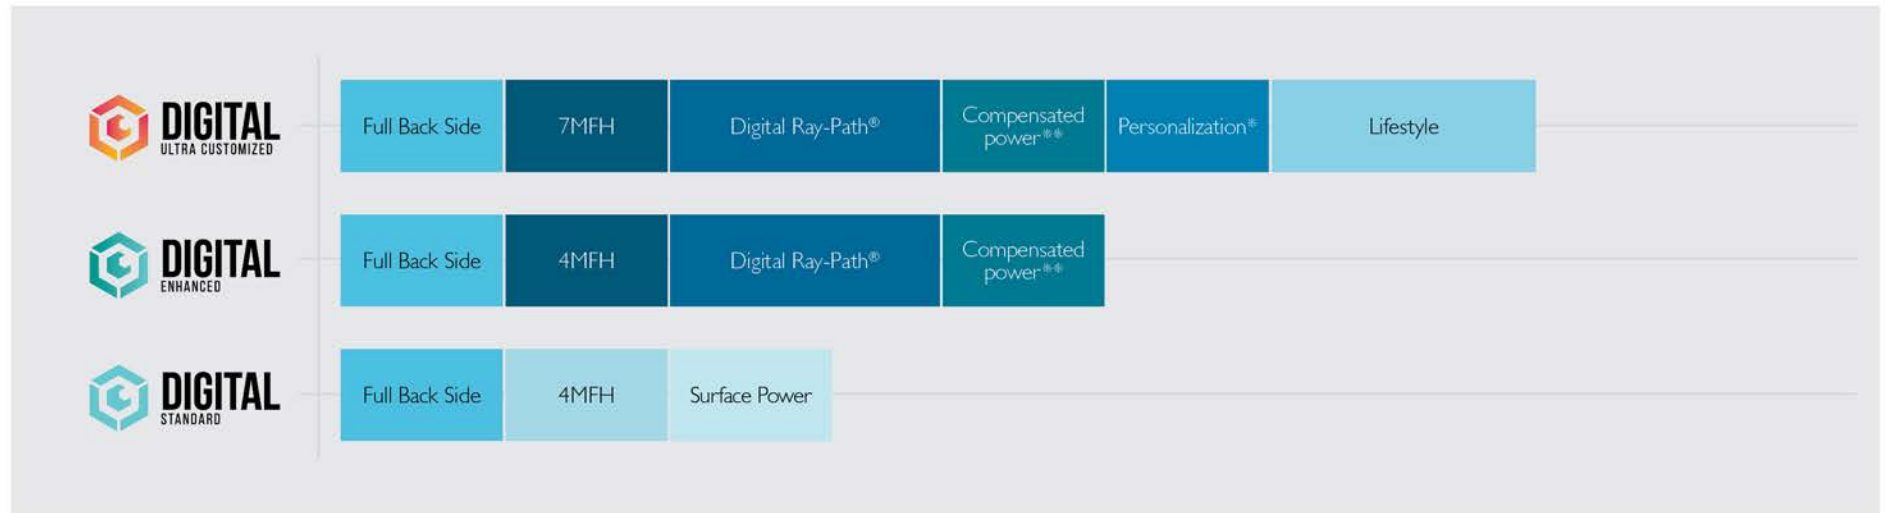 DIGITAL
ULTRA CUSTOMIZED
Full Back Side
7MFH
Digital Ray-Path®
Compensated
power**
Personalization*
Lifestyle
DIGITAL
ENHANCED
Full Back Side
4MFH
Digital Ray-Path®
Compensated
power**
DIGITAL
STANDARD
Full Back Side
4MFH
Surface Power